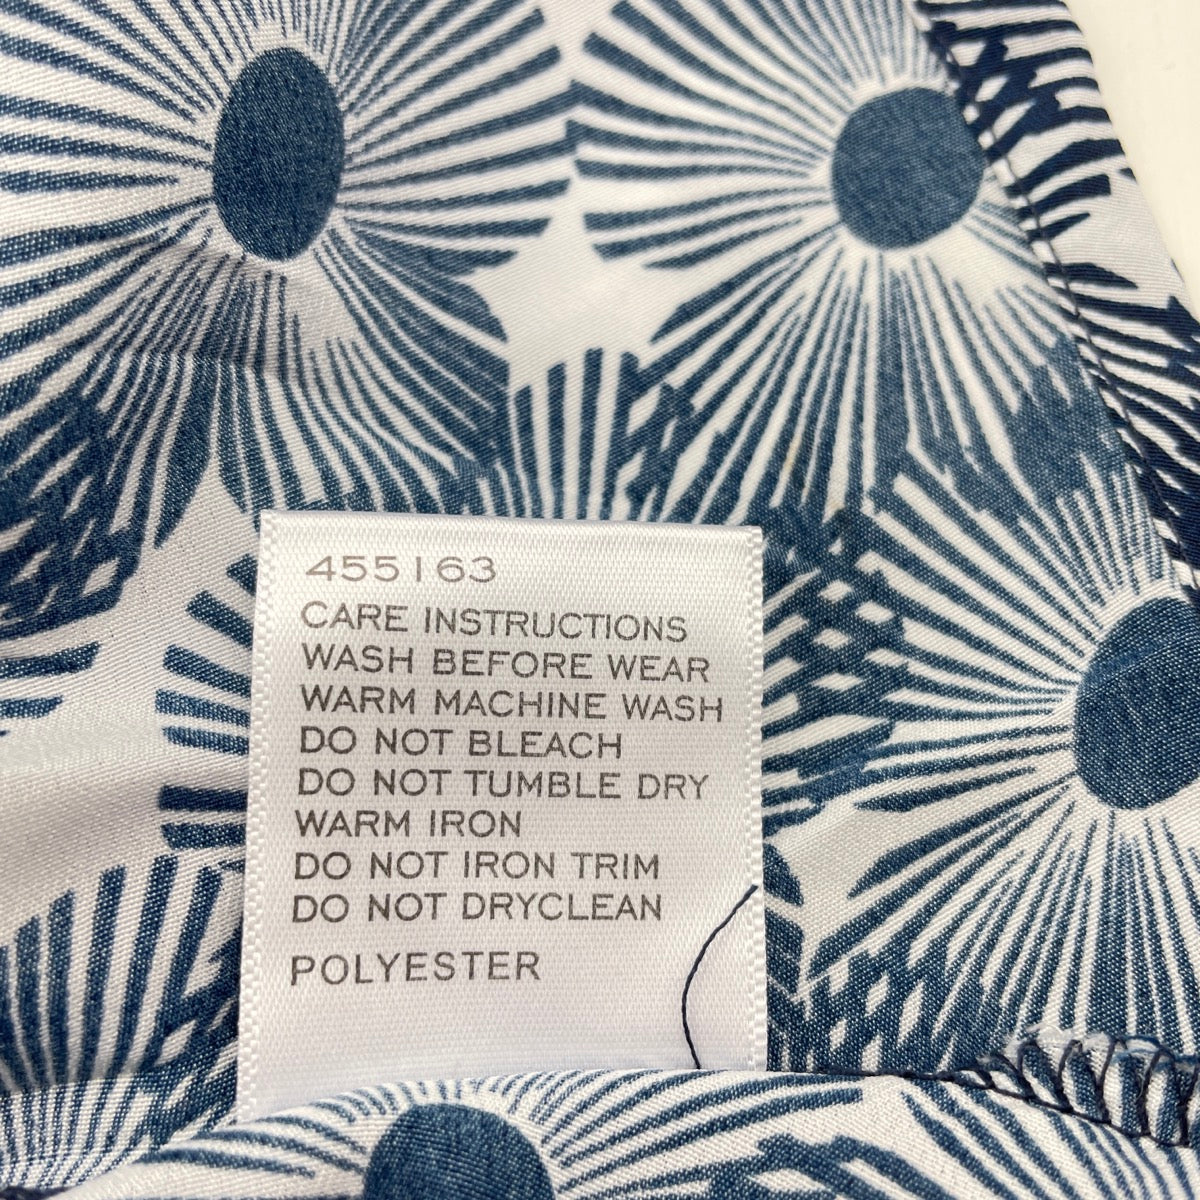 455163
CARE INSTRUCTIONS
WASH BEFORE WEAR
WARM MACHINE WASH
DO NOT BLEACH
DO NOT TUMBLE DRY
WARM IRON
DO NOT IRON TRIM
DO NOT DRYCLEAN
POLYESTER